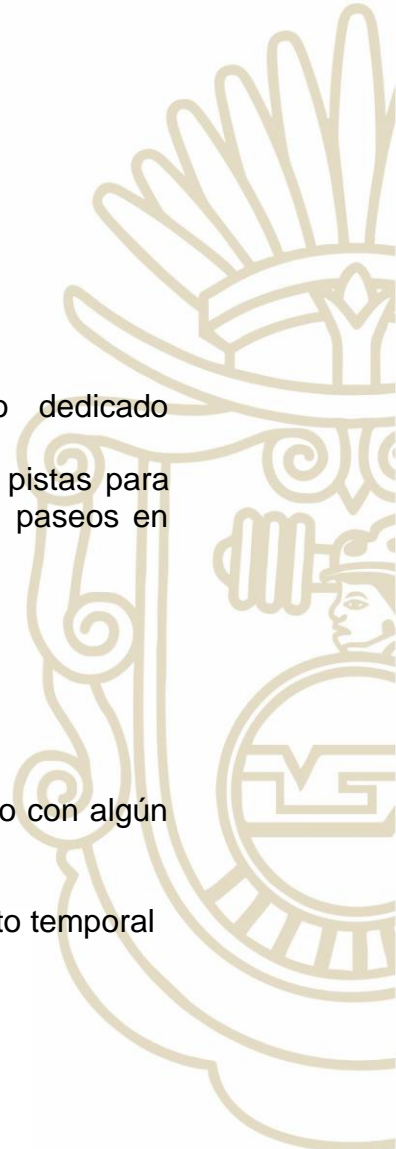 o dedicado
pistas para
paseos en
o con algún
to temporal